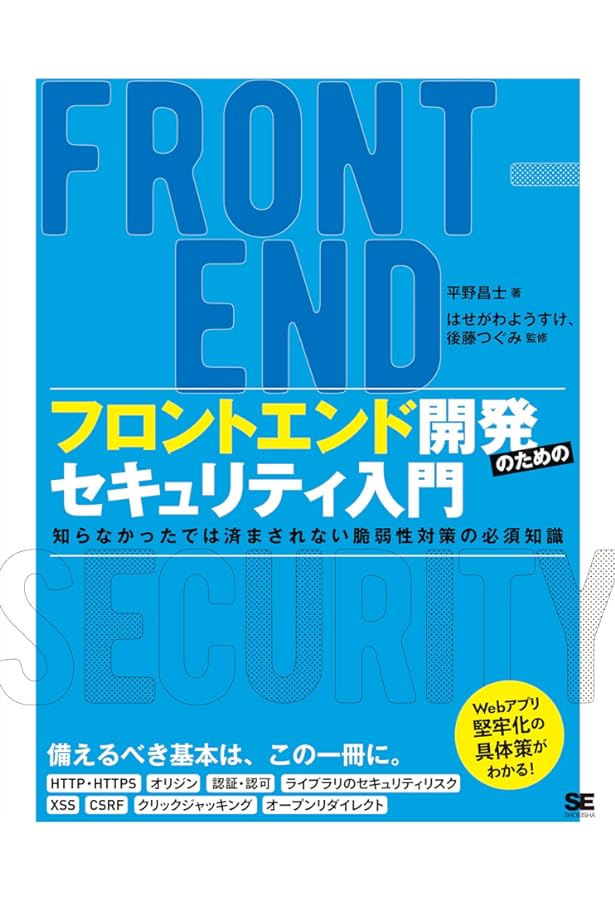 FRONT-
END
平野昌士 著
はせがわようすけ、
後藤つぐみ 監修
フロントエンド開発
のための
セキュリティ入門
知らなかったでは済まされない脆弱性対策の必須知識
SECURITY
Webアプリ
堅牢化の
具体策が
わかる!
備えるべき基本は、この一冊に。
HTTP・HTTPS オリジン 認証・認可 ライブラリのセキュリティリスク
XSS CSRF クリックジャッキング オープンリダイレクト
SE
SHOEISHA